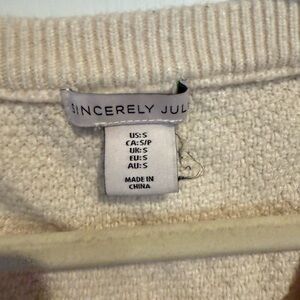 SINCERELY JUL
US:S
CA:S/P
UK:S
EU:S
AU:S
MADE IN
CHINA